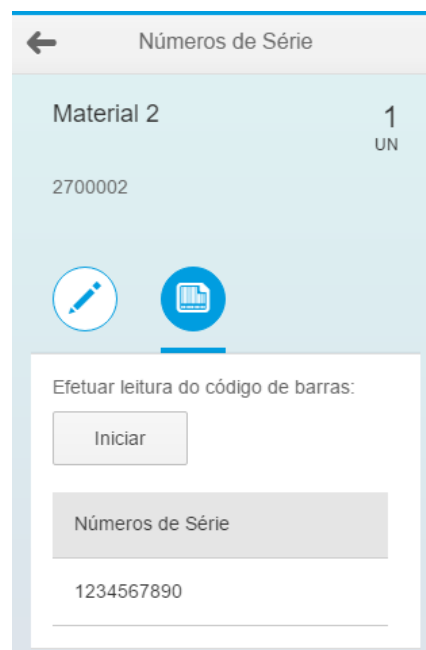 Números de Série
Material 2
1
UN
2700002
Efetuar leitura do código de barras:
Iniciar
Números de Série
1234567890